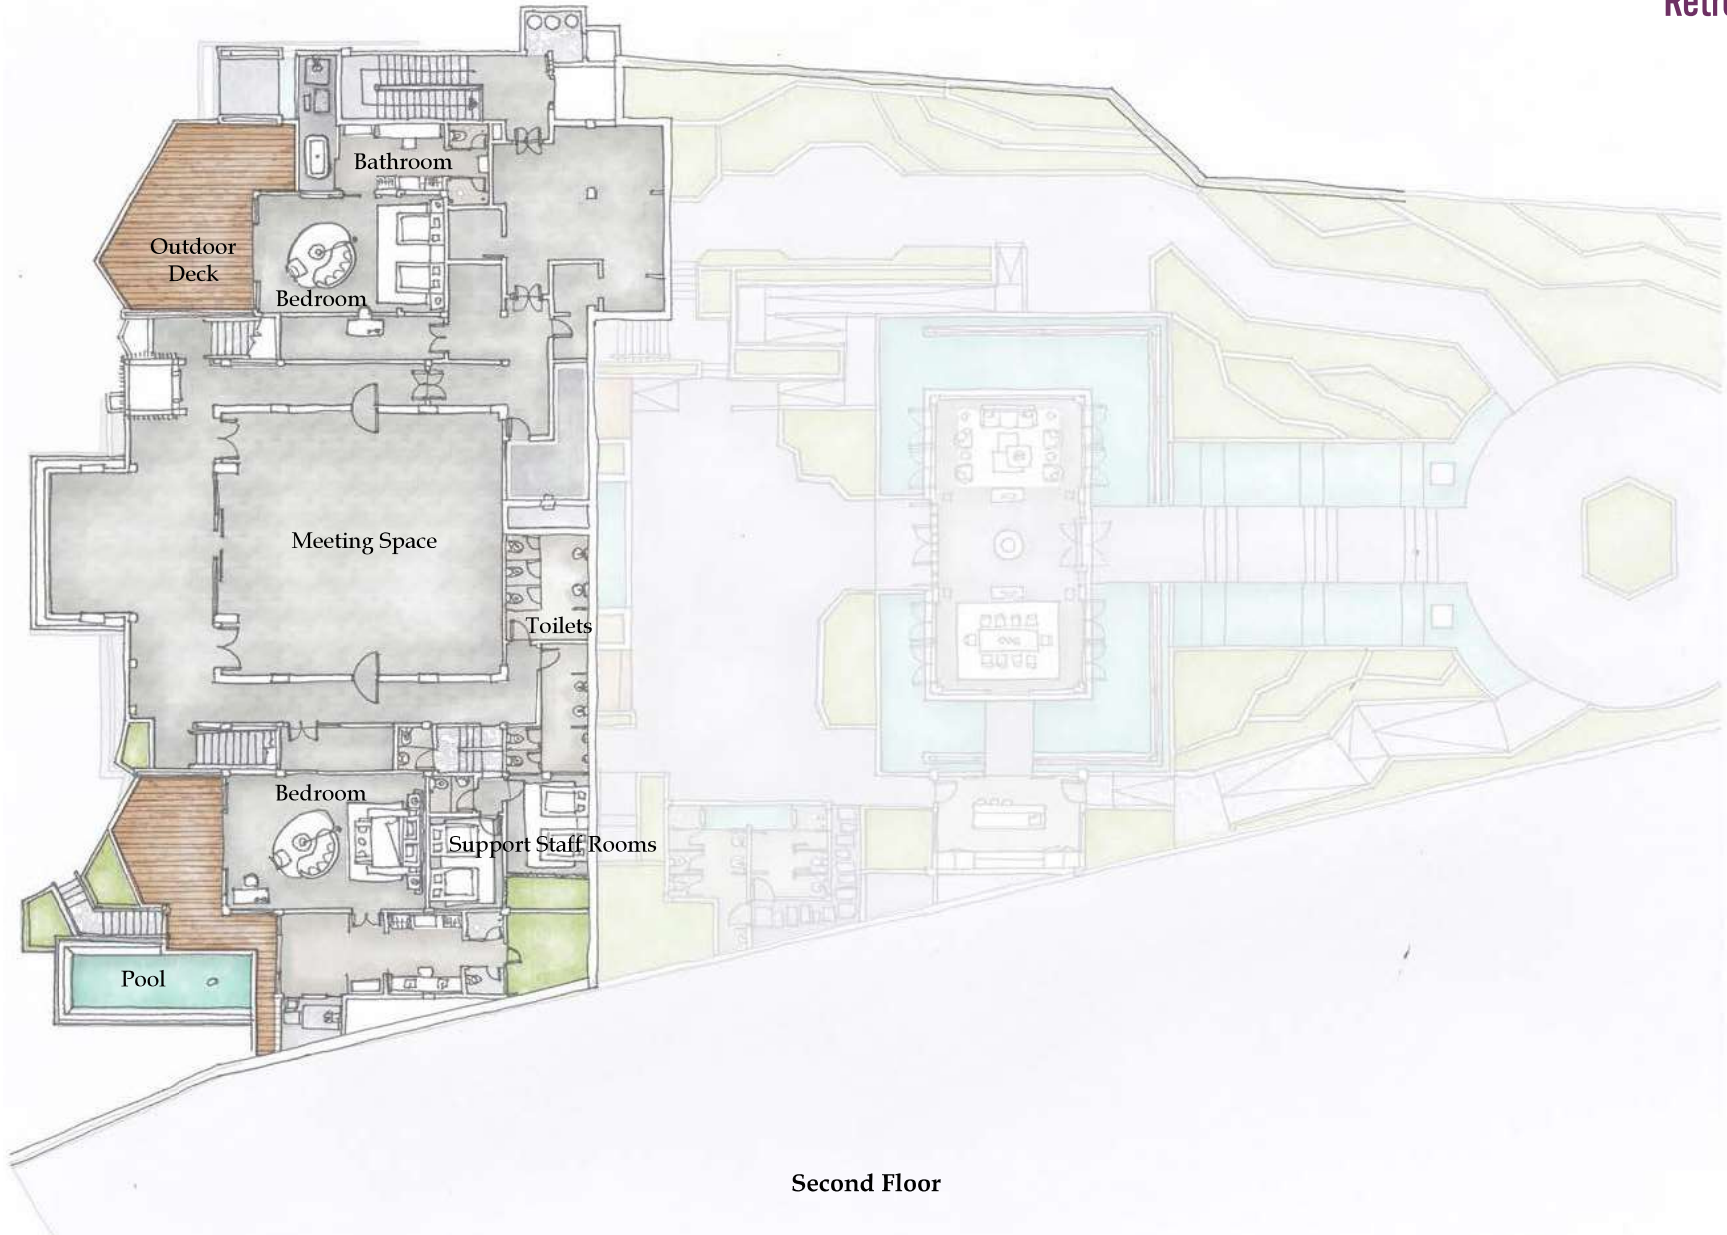 Bathroom
Outdoor
Deck
Bedroom
Meeting Space
Toilets
Bedroom
Support Staff Rooms
Pool
Second Floor